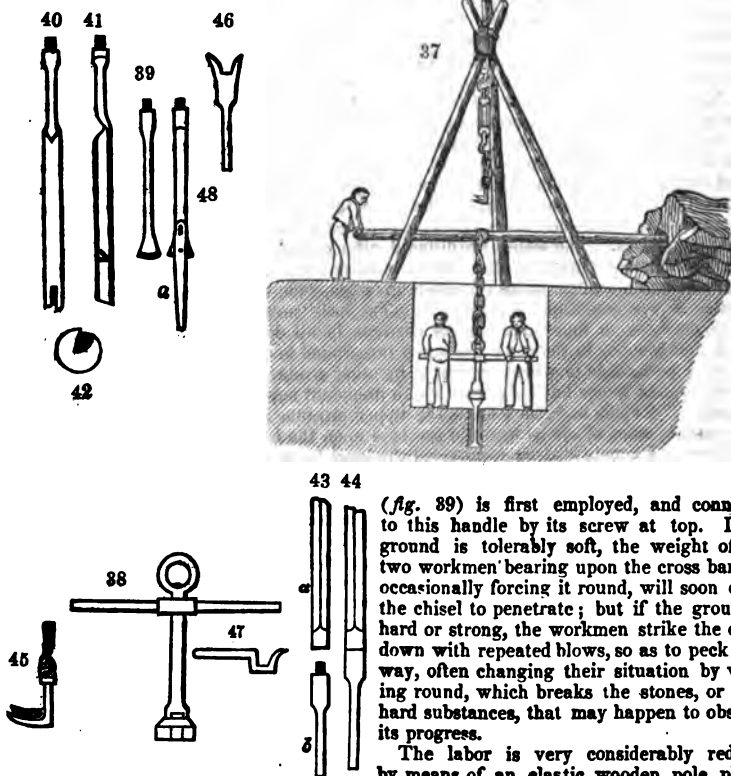 40 41 46
39 37
48
a
42
43 44
38
a
47
45
b
(fig. 39) is first employed, and conn
to this handle by its screw at top. I
ground is tolerably soft, the weight of
two workmen bearing upon the cross bar
occasionally forcing it round, will soon c
the chisel to penetrate; but if the grou
hard or strong, the workmen strike the c
down with repeated blows, so as to peck
way, often changing their situation by w
ing round, which breaks the stones, or
hard substances, that may happen to obs
its progress.
The labor is very considerably red
by means of an elastic wooden pole pl